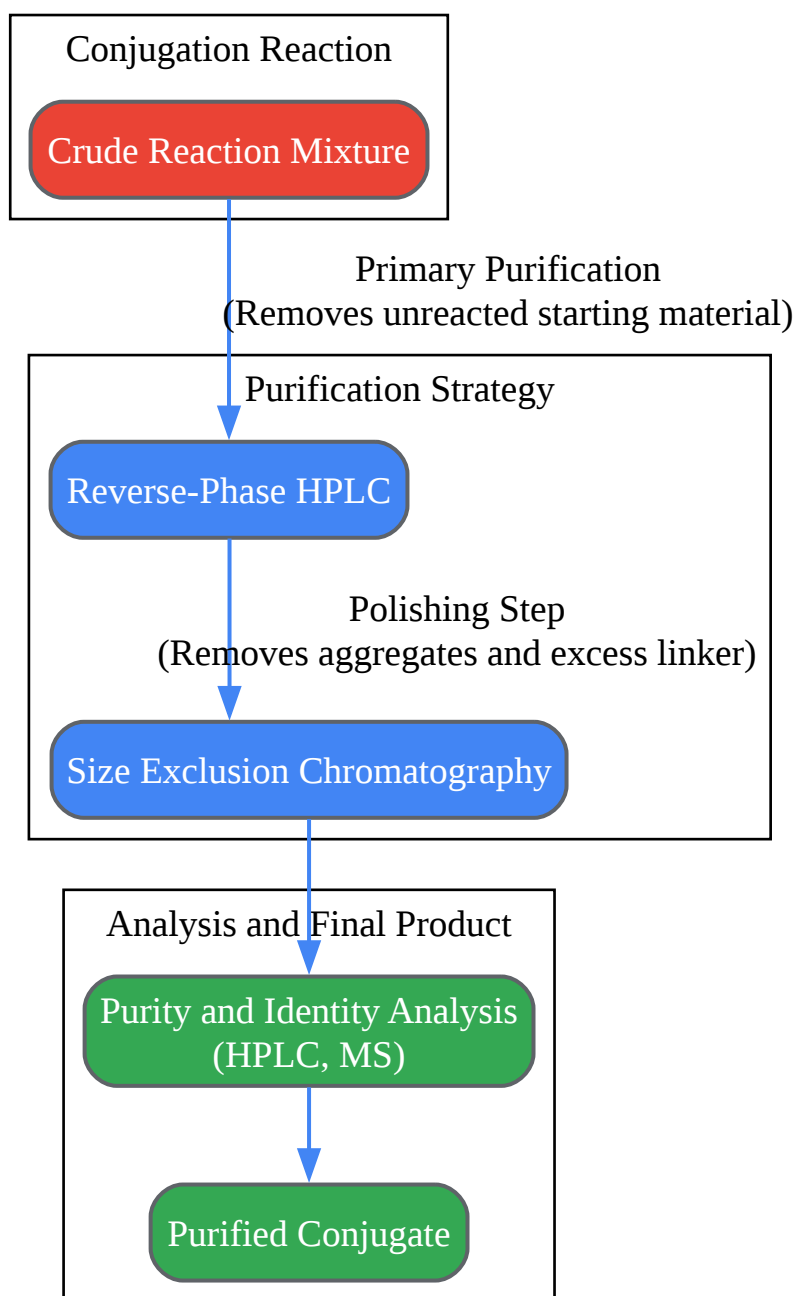 Conjugation Reaction
Crude Reaction Mixture
Primary Purification
(Removes unreacted starting material)
Purification Strategy
Reverse-Phase HPLC
Polishing Step
(Removes aggregates and excess linker)
Size Exclusion Chromatography
Analysis and Final Product
Purity and Identity Analysis
(HPLC, MS)
Purified Conjugate